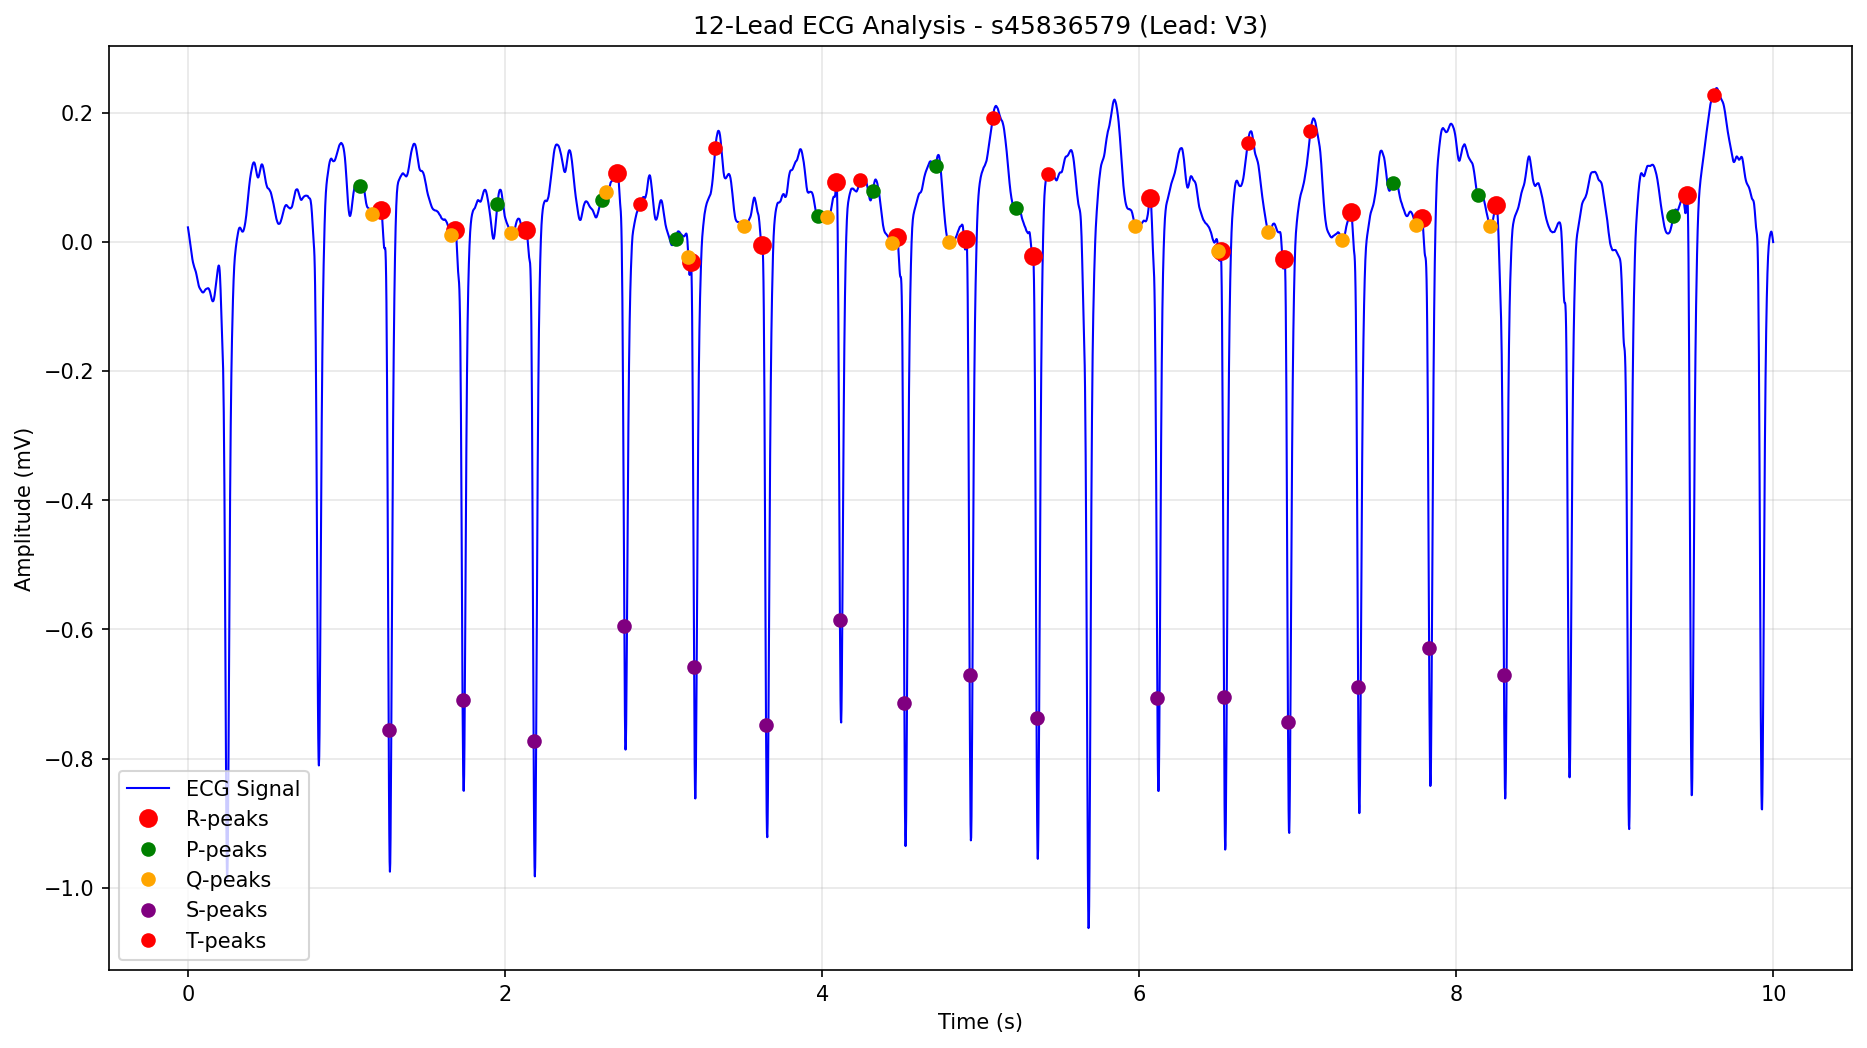 12-Lead ECG Analysis - s45836579 (Lead: V3)
Amplitude (mV)
0.2
0.0
−0.2
−0.4
−0.6
−0.8
−1.0
ECG Signal
R-peaks
P-peaks
Q-peaks
S-peaks
T-peaks
0 2 4 6 8 10
Time (s)